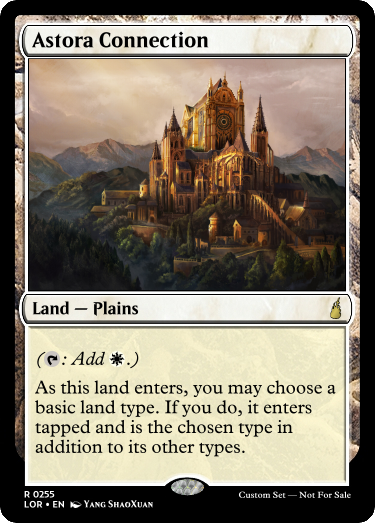 Astora Connection
Land — Plains
(: Add .)
As this land enters, you may choose a
basic land type. If you do, it enters
tapped and is the chosen type in
addition to its other types.
R 0255
LOR • EN Yang ShaoXuan
Custom Set — Not For Sale